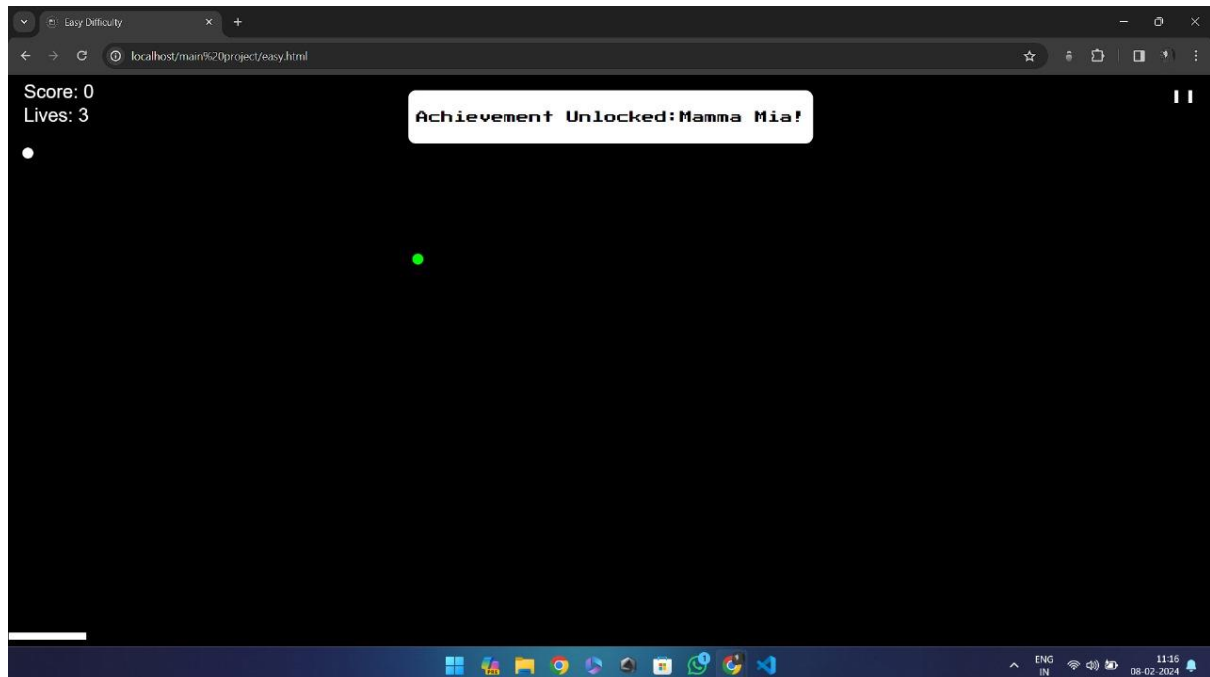 Easy Difficulty
localhost/main%20project/easy.html
Score: 0
Lives: 3
Achievement Unlocked:Mamma Mia!
1
ENG
IN
11:16
08-02-2024